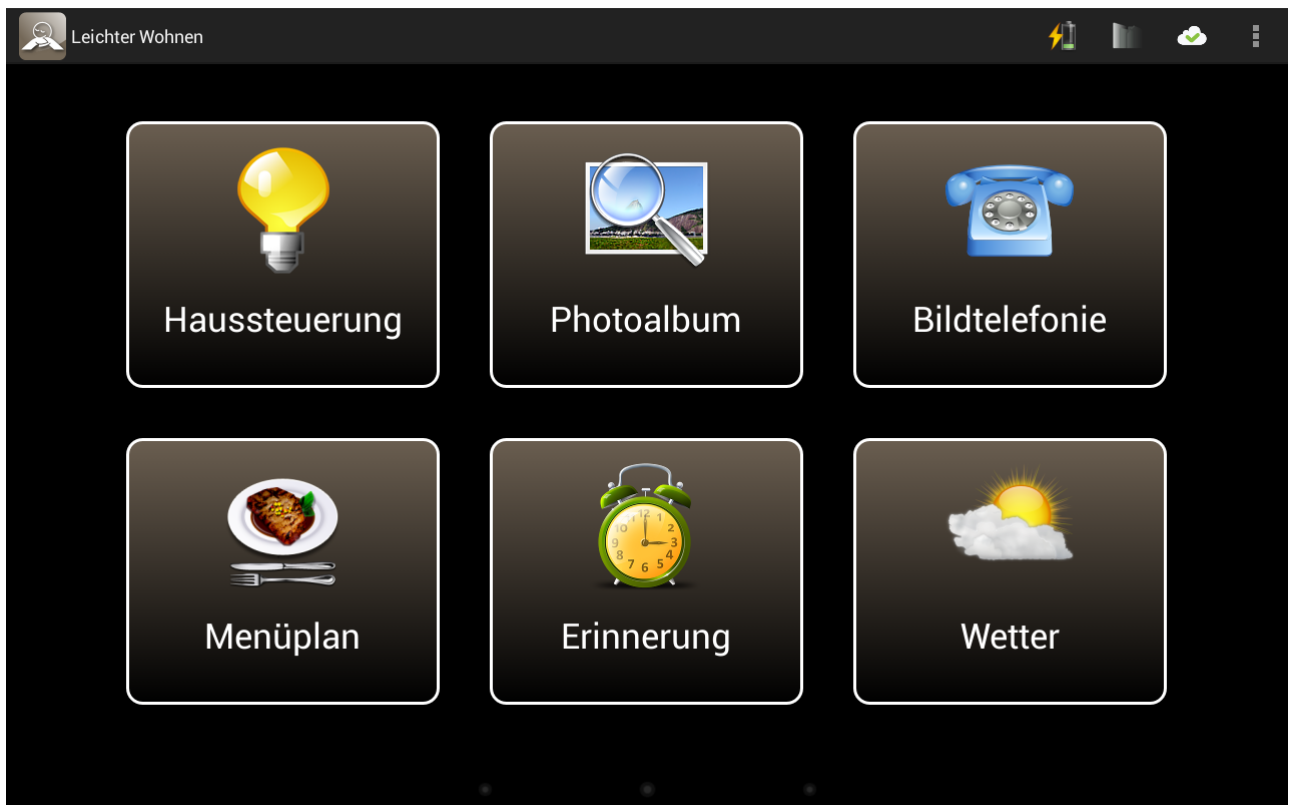 Leichter Wohnen
Haussteuerung
Photoalbum
Bildtelefonie
Menüplan
Erinnerung
Wetter